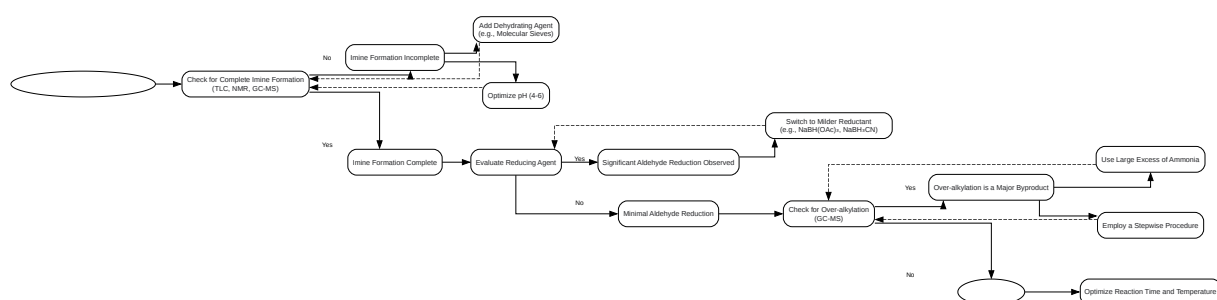 Add Dehydrating Agent
(e.g., Molecular Sieves)
No
Imine Formation Incomplete
Check for Complete Imine Formation
(TLC, NMR, GC-MS)
Optimize pH (4-6)
Switch to Milder Reductant
(e.g., NaBH(OAc)₃, NaBH₃CN)
Yes
Imine Formation Complete
Evaluate Reducing Agent
Yes
Significant Aldehyde Reduction Observed
Use Large Excess of Ammonia
Yes
Over-alkylation is a Major Byproduct
No
Minimal Aldehyde Reduction
Check for Over-alkylation
(GC-MS)
Employ a Stepwise Procedure
No
Optimize Reaction Time and Temperature